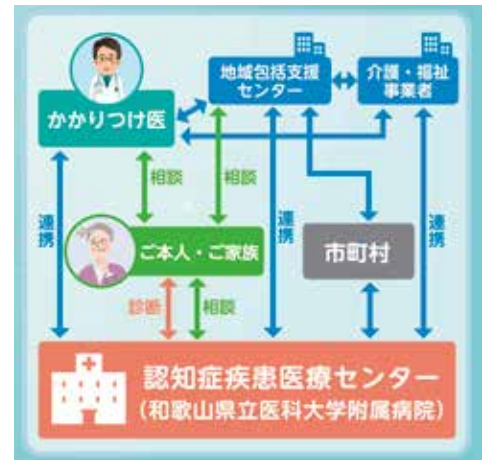 地域包括支援
センター
介護・福祉
事業者
かかりつけ医
相談
相談
連携
連携
連携
ご本人・ご家族
市町村
診断
相談
認知症疾患医療センター
(和歌山県立医科大学附属病院)